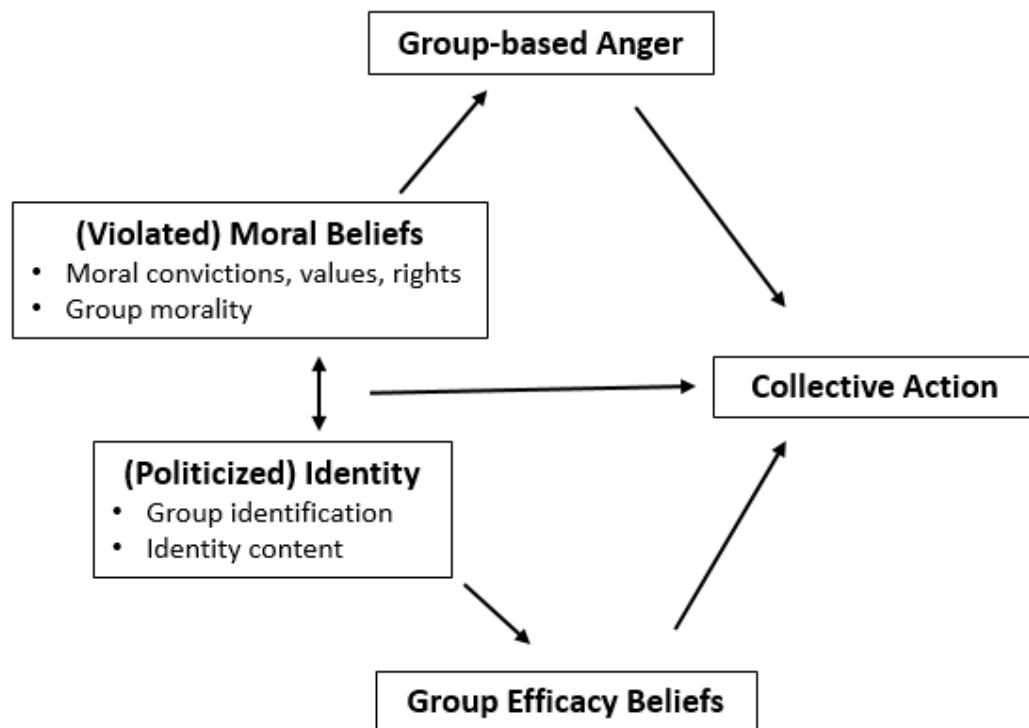 Group-based Anger
(Violated) Moral Beliefs
• Moral convictions, values, rights
• Group morality
Collective Action
(Politicized) Identity
• Group identification
• Identity content
Group Efficacy Beliefs